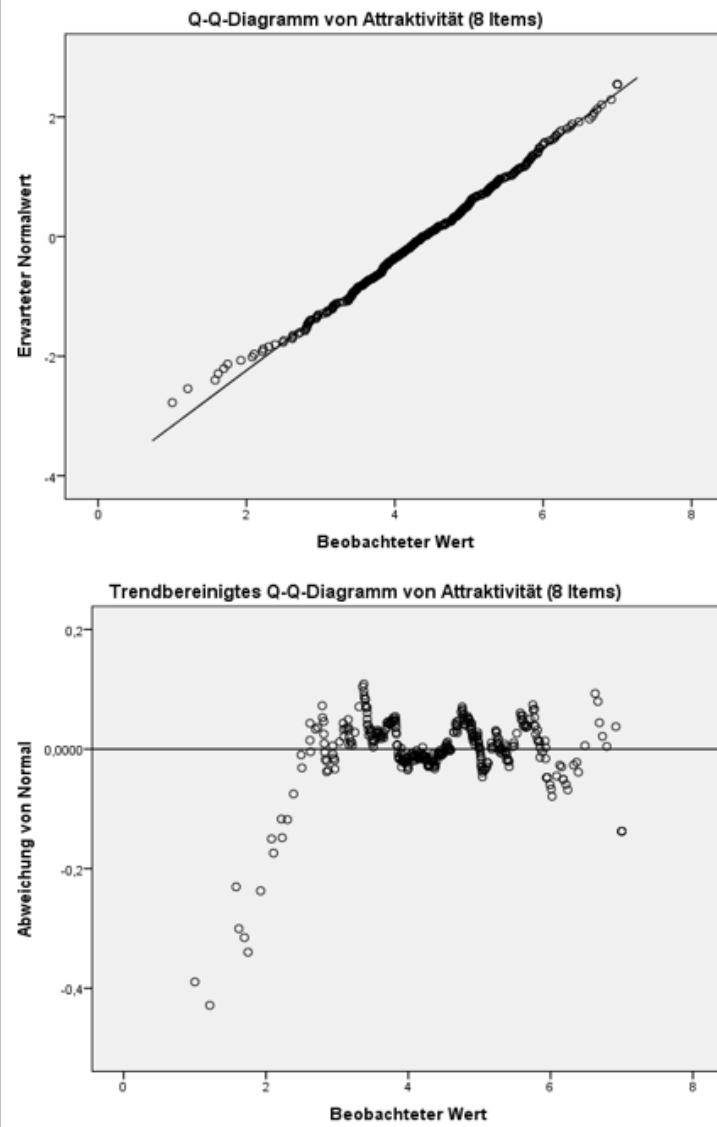 Q-Q-Diagramm von Attraktivität (8 Items)
2
0
-2
-4
Erwarteter Normalwert
0 2 4 6 8
Beobachteter Wert
Trendbereinigtes Q-Q-Diagramm von Attraktivität (8 Items)
0,2
0,0000
-0,2
-0,4
Abweichung von Normal
0 2 4 6 8
Beobachteter Wert